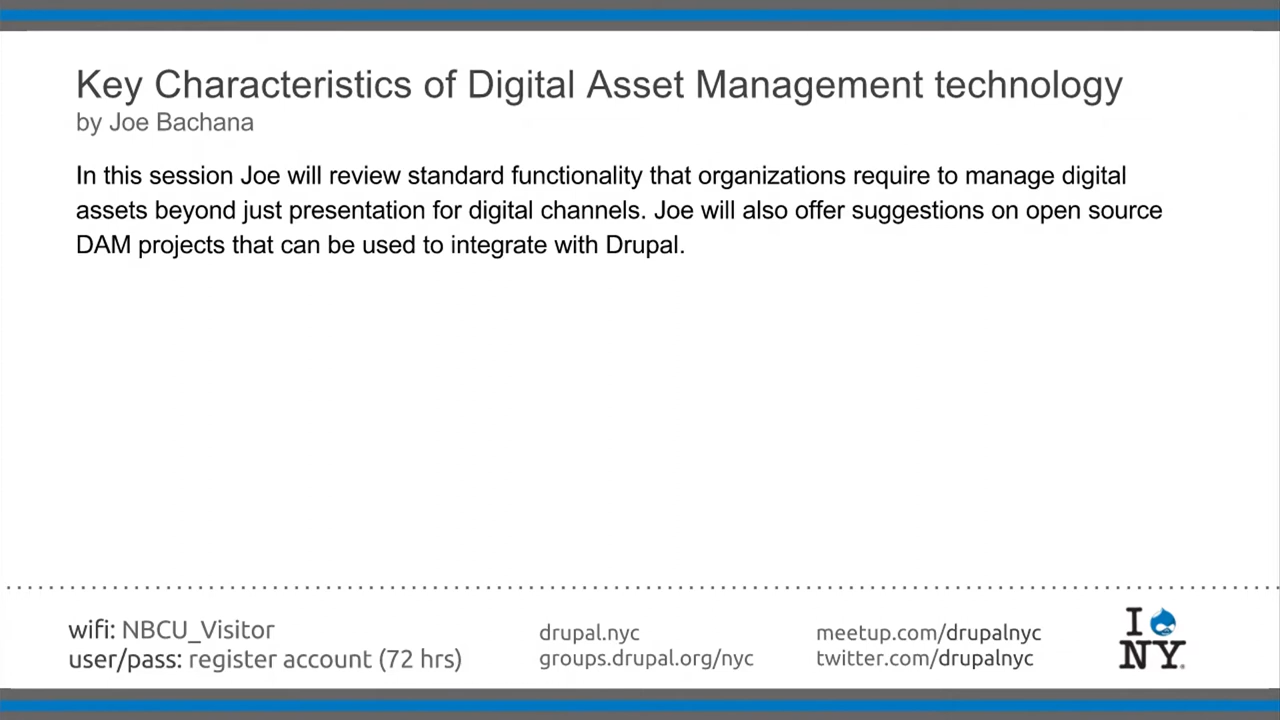 Key Characteristics of Digital Asset Management technology
by Joe Bachana
In this session Joe will review standard functionality that organizations require to manage digital
assets beyond just presentation for digital channels. Joe will also offer suggestions on open source
DAM projects that can be used to integrate with Drupal.
wifi: NBCU_Visitor
user/pass: register account (72 hrs)
drupal.nyc
groups.drupal.org/nyc
meetup.com/drupalnyc
twitter.com/drupalnyc
I
NY